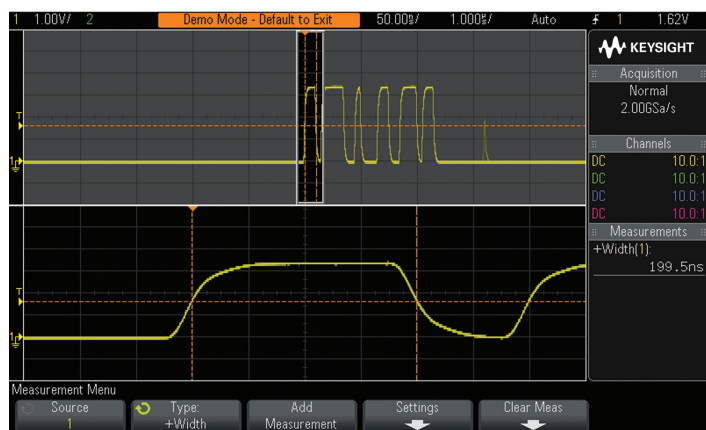 1 1.00V/ 2 Demo Mode - Default to Exit 50.00s/ 1.000s/ Auto 1 1.62V
KEYSIGHT
Acquisition
Normal
2.00GSa/s
Channels
DC 10.0:1
DC 10.0:1
DC 10.0:1
DC 10.0:1
Measurements
+Width(1):
199.5ns
T
1
T
1
Measurement Menu
Source
1
Type:
+Width
Add
Measurement
Settings
Clear Meas